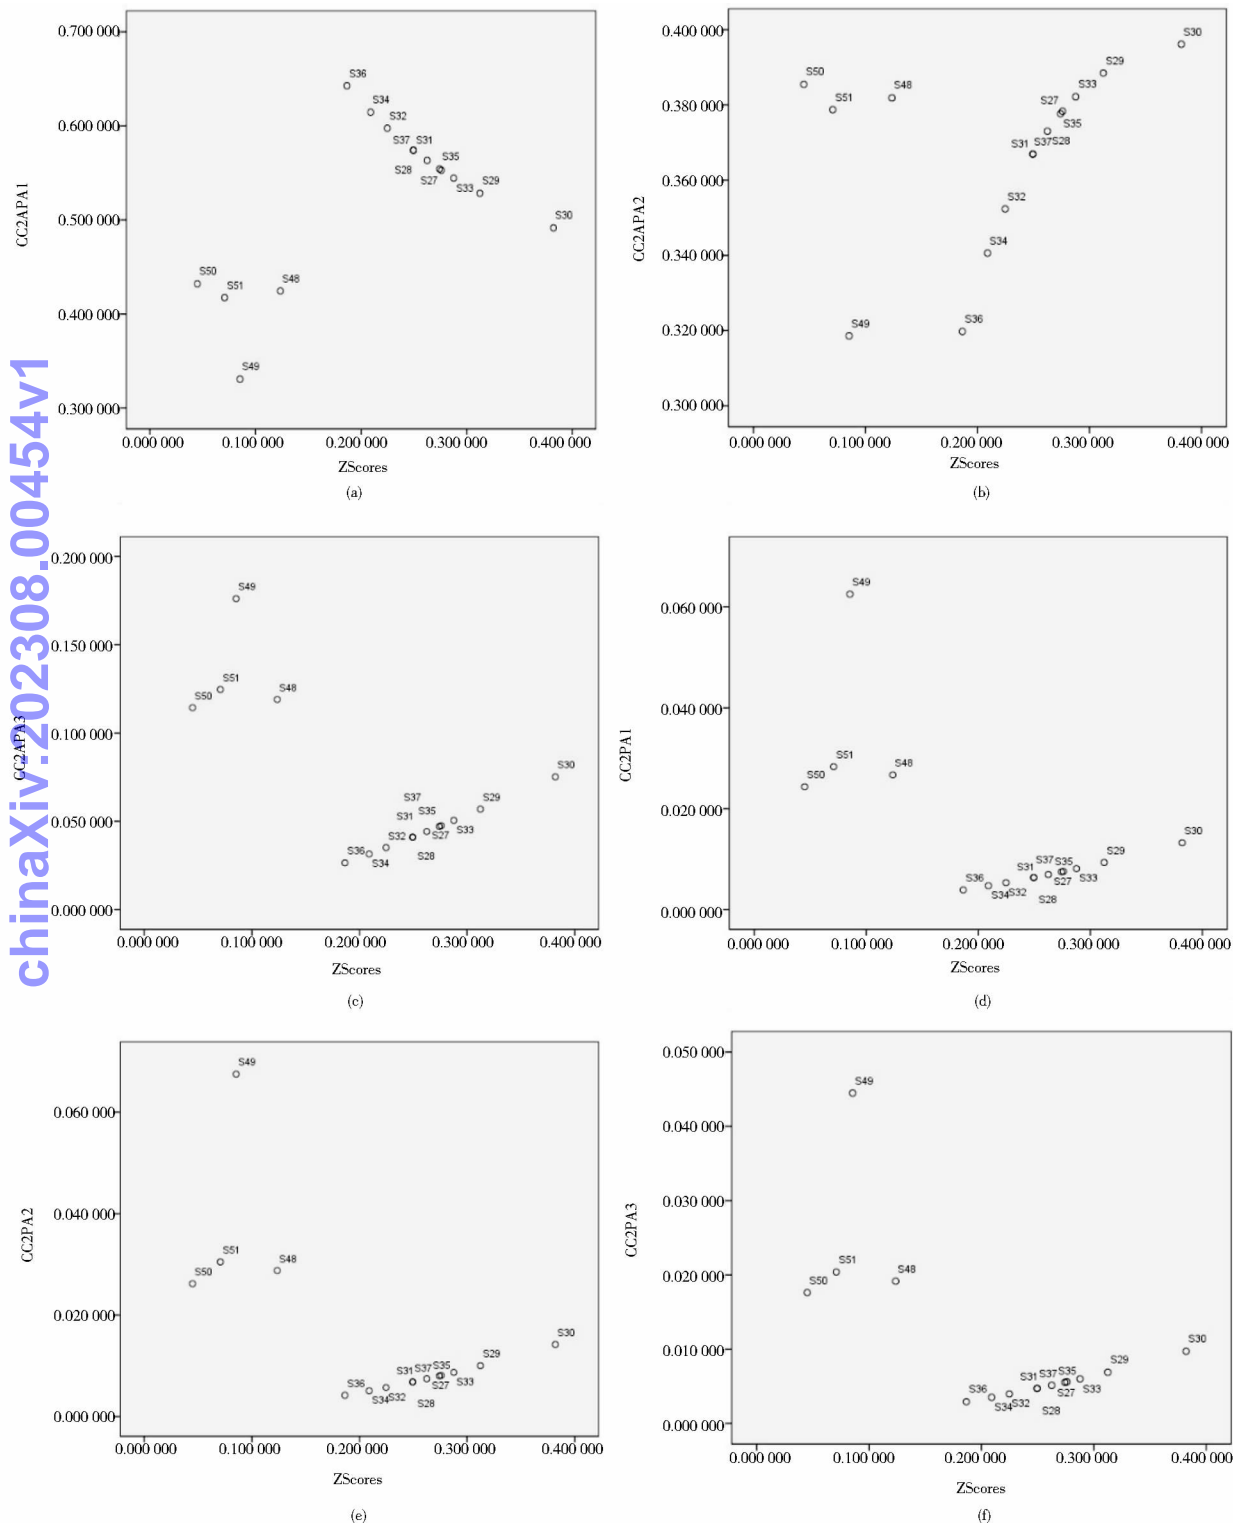 chinaXiv:202308.00454v1
0.700 000
0.600 000
0.500 000
0.400 000
0.300 000
CC2APA1
S36
S34
S32
S37 S31
S35
S28
S27
S33
S29
S30
S50
S51
S48
S49
0.000 000 0.100 000 0.200 000 0.300 000 0.400 000
ZScores
(a)
0.400 000
0.380 000
0.360 000
0.340 000
0.320 000
0.300 000
CC2APA2
S30
S29
S50
S33
S48
S51
S27
S35
S31 S37 S28
S32
S34
S36
S49
0.000 000 0.100 000 0.200 000 0.300 000 0.400 000
ZScores
(b)
0.200 000
0.150 000
0.100 000
0.050 000
0.000 000
CC2APA3
S49
S51
S50
S48
S30
S37
S29
S31 S35
S32 S27 S33
S36
S34
S28
0.000 000 0.100 000 0.200 000 0.300 000 0.400 000
ZScores
(c)
0.060 000
0.040 000
0.020 000
0.000 000
CC2PA1
S49
S51
S50
S48
S30
S29
S31 S37 S35
S36
S27 S33
S34 S32
S28
0.000 000 0.100 000 0.200 000 0.300 000 0.400 000
ZScores
(d)
0.060 000
0.040 000
0.020 000
0.000 000
CC2PA2
S49
S51
S50
S48
S30
S29
S31 S37 S35
S36
S27 S33
S34 S32
S28
0.000 000 0.100 000 0.200 000 0.300 000 0.400 000
ZScores
(e)
0.050 000
0.040 000
0.030 000
0.020 000
0.010 000
0.000 000
CC2PA3
S49
S51
S50
S48
S30
S29
S31 S37 S35
S36
S27 S33
S34 S32
S28
0.000 000 0.100 000 0.200 000 0.300 000 0.400 000
ZScores
(f)